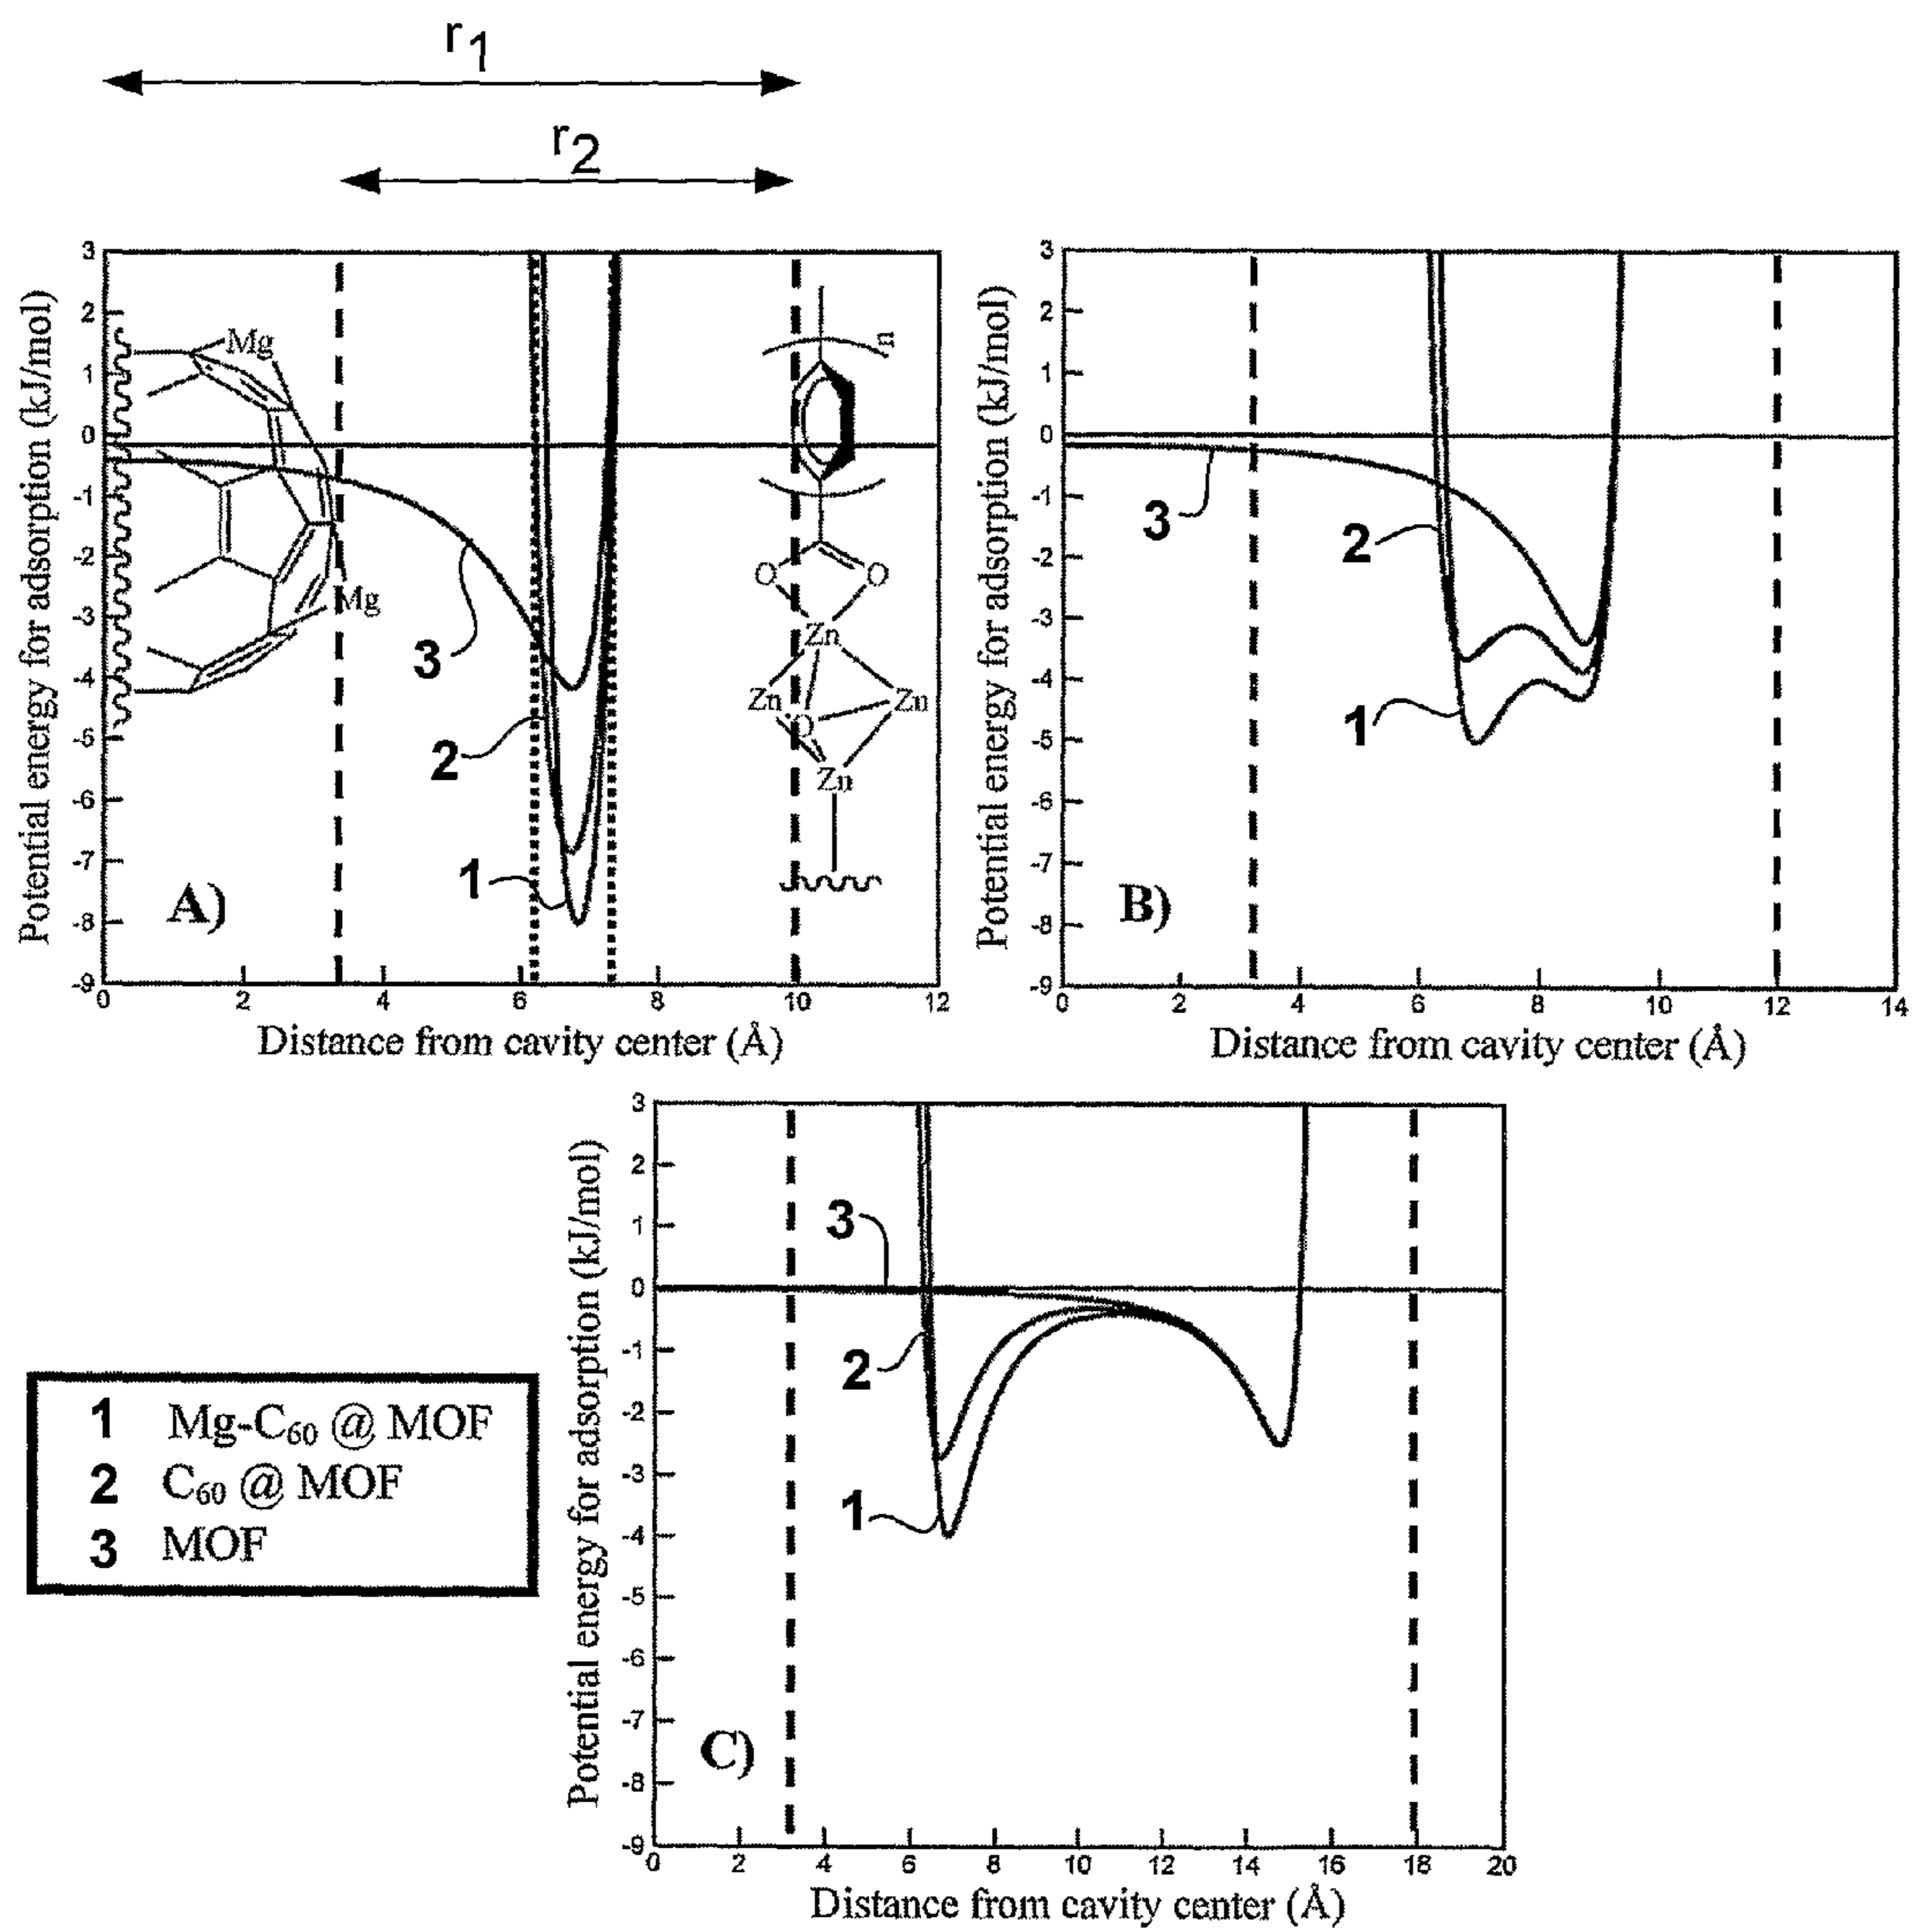 r1
r2
Potential energy for adsorption (kJ/mol)
3
2
1
0
-1
-2
-3
-4
-5
-6
-7
-8
-9
0 2 4 6 8 10 12
Distance from cavity center (Å)
A)
Mg
Mg
n
O O
Zn
Zn O Zn
Zn
3
2
1
Potential energy for adsorption (kJ/mol)
3
2
1
0
-1
-2
-3
-4
-5
-6
-7
-8
-9
0 2 4 6 8 10 12 14
Distance from cavity center (Å)
B)
3
2
1
Potential energy for adsorption (kJ/mol)
3
2
1
0
-1
-2
-3
-4
-5
-6
-7
-8
-9
0 2 4 6 8 10 12 14 16 18 20
Distance from cavity center (Å)
C)
3
2
1
1 Mg-C60 @ MOF
2 C60 @ MOF
3 MOF